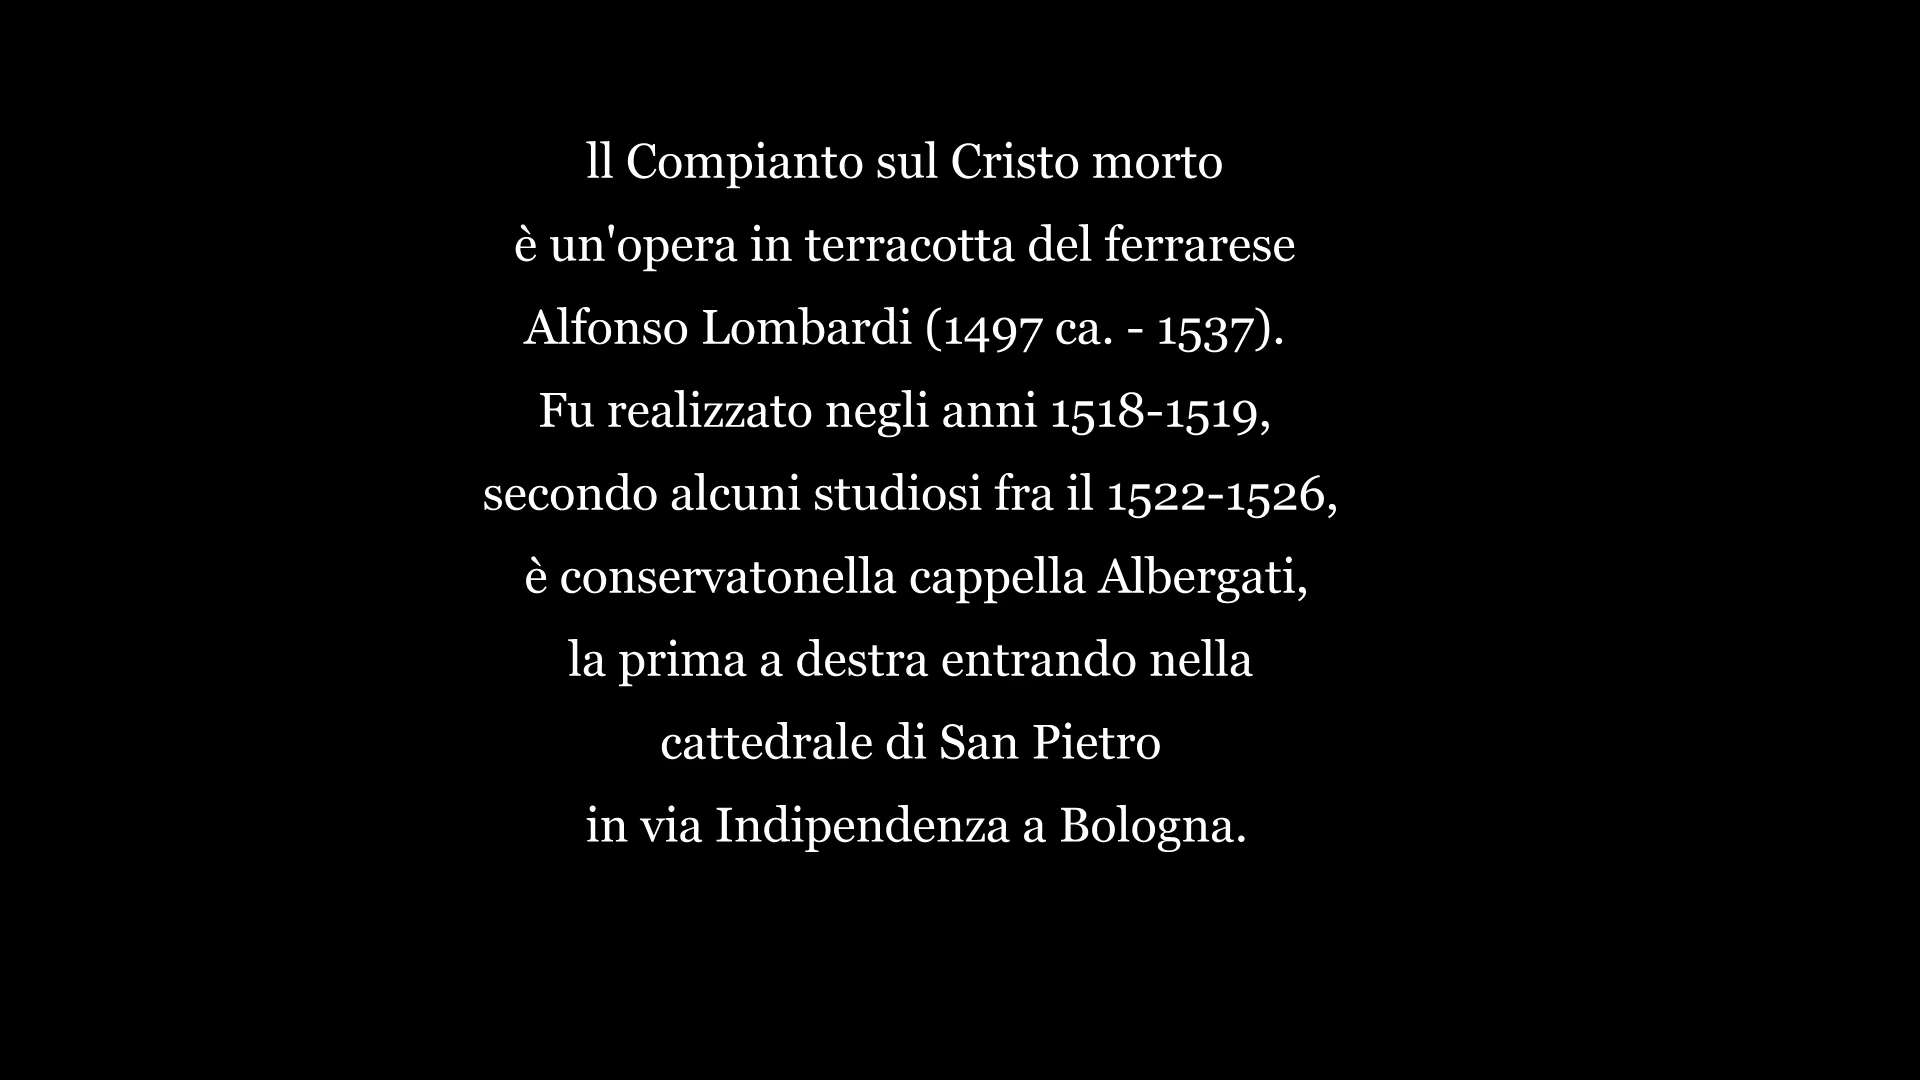 ll Compianto sul Cristo morto
è un'opera in terracotta del ferrarese
Alfonso Lombardi (1497 ca. - 1537).
Fu realizzato negli anni 1518-1519,
secondo alcuni studiosi fra il 1522-1526,
è conservatonella cappella Albergati,
la prima a destra entrando nella
cattedrale di San Pietro
in via Indipendenza a Bologna.